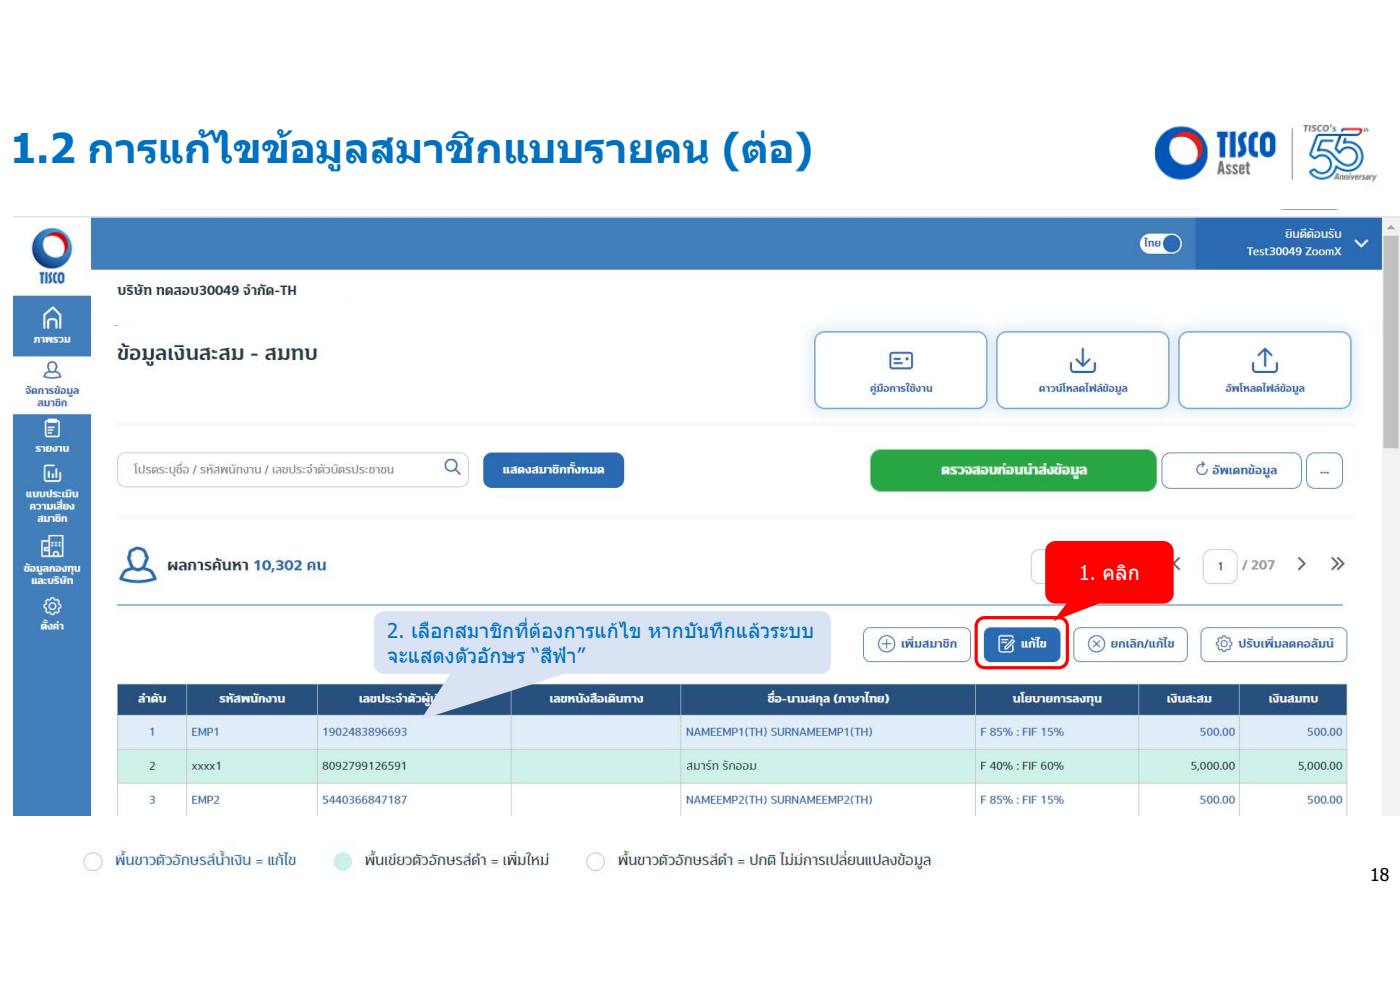 1.2 การแก้ไขข้อมูลสมาชิกแบบรายคน (ต่อ)
TISCO
Asset
TISCO's
55th
Anniversary
TISCO
ไทย
ยินดีต้อนรับ
Test30049 ZoomX
บริษัท ทดสอบ30049 จำกัด-TH
ภาพรวม
จัดการข้อมูล
สมาชิก
รายงาน
แบบประเมิน
ความเสี่ยง
สมาชิก
ข้อมูลกองทุน
และบริษัท
ตั้งค่า
ข้อมูลเงินสะสม - สมทบ
คู่มือการใช้งาน
ดาวน์โหลดไฟล์ข้อมูล
อัพโหลดไฟล์ข้อมูล
โปรดระบุชื่อ / รหัสพนักงาน / เลขประจำตัวบัตรประชาชน
แสดงสมาชิกทั้งหมด
ตรวจสอบก่อนนำส่งข้อมูล
อัพเดทข้อมูล
...
ผลการค้นหา 10,302 คน
1. คลิก
1 / 207
2. เลือกสมาชิกที่ต้องการแก้ไข หากบันทึกแล้วระบบ
จะแสดงตัวอักษร “สีฟ้า”
เพิ่มสมาชิก
แก้ไข
ยกเลิก/แก้ไข
ปรับเพิ่มลดคอลัมน์
ลำดับ รหัสพนักงาน เลขประจำตัวผู้ เลขหนังสือเดินทาง ชื่อ-นามสกุล (ภาษาไทย) นโยบายการลงทุน เงินสะสม เงินสมทบ
1 EMP1 1902483896693 NAMEEMP1(TH) SURNAMEEMP1(TH) F 85% : FIF 15% 500.00 500.00
2 xxxx1 8092799126591 สมาร์ท รักออม F 40% : FIF 60% 5,000.00 5,000.00
3 EMP2 5440366847187 NAMEEMP2(TH) SURNAMEEMP2(TH) F 85% : FIF 15% 500.00 500.00
พื้นขาวตัวอักษรสีน้ำเงิน = แก้ไข
พื้นเขียวตัวอักษรสีดำ = เพิ่มใหม่
พื้นขาวตัวอักษรสีดำ = ปกติ ไม่มีการเปลี่ยนแปลงข้อมูล
18